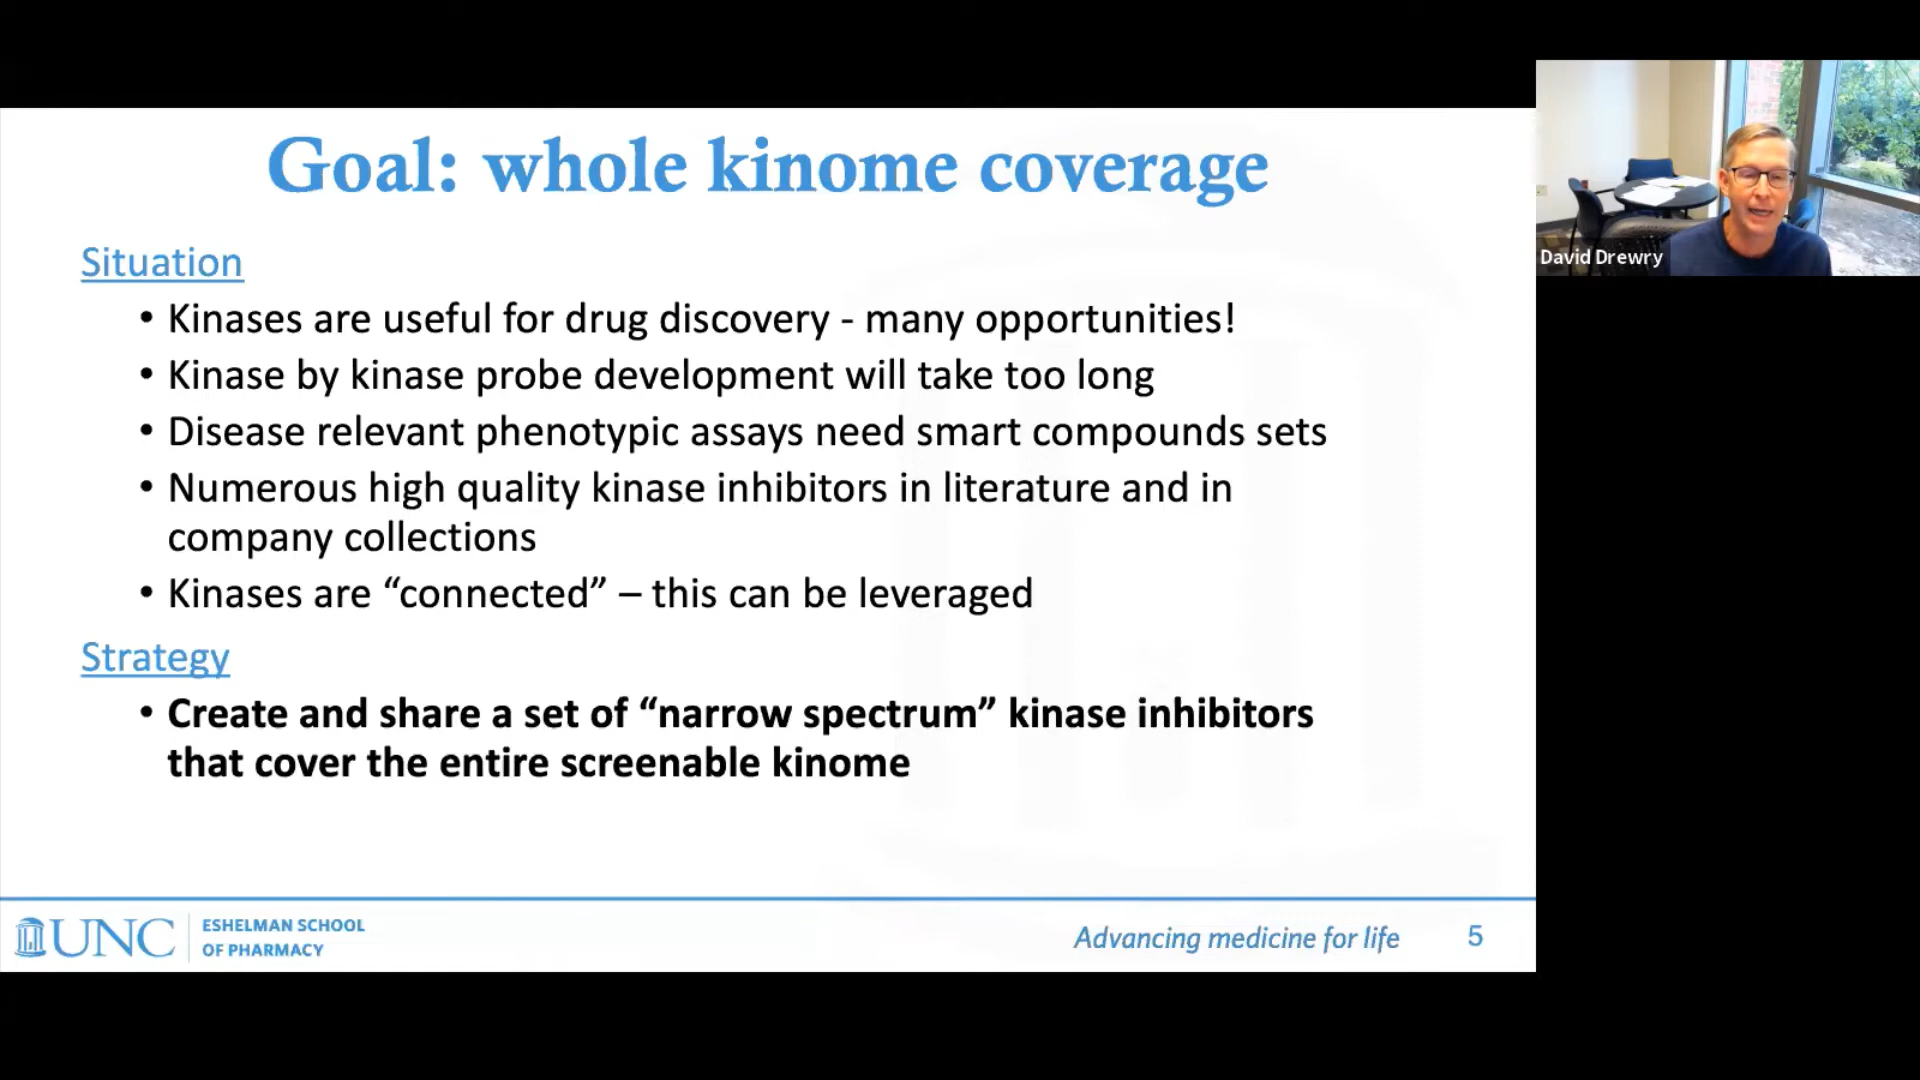 Goal: whole kinome coverage
Situation
• Kinases are useful for drug discovery - many opportunities!
• Kinase by kinase probe development will take too long
• Disease relevant phenotypic assays need smart compounds sets
• Numerous high quality kinase inhibitors in literature and in
company collections
• Kinases are “connected” – this can be leveraged
Strategy
• Create and share a set of “narrow spectrum” kinase inhibitors
that cover the entire screenable kinome
UNC
ESHELMAN SCHOOL
OF PHARMACY
Advancing medicine for life
5
David Drewry